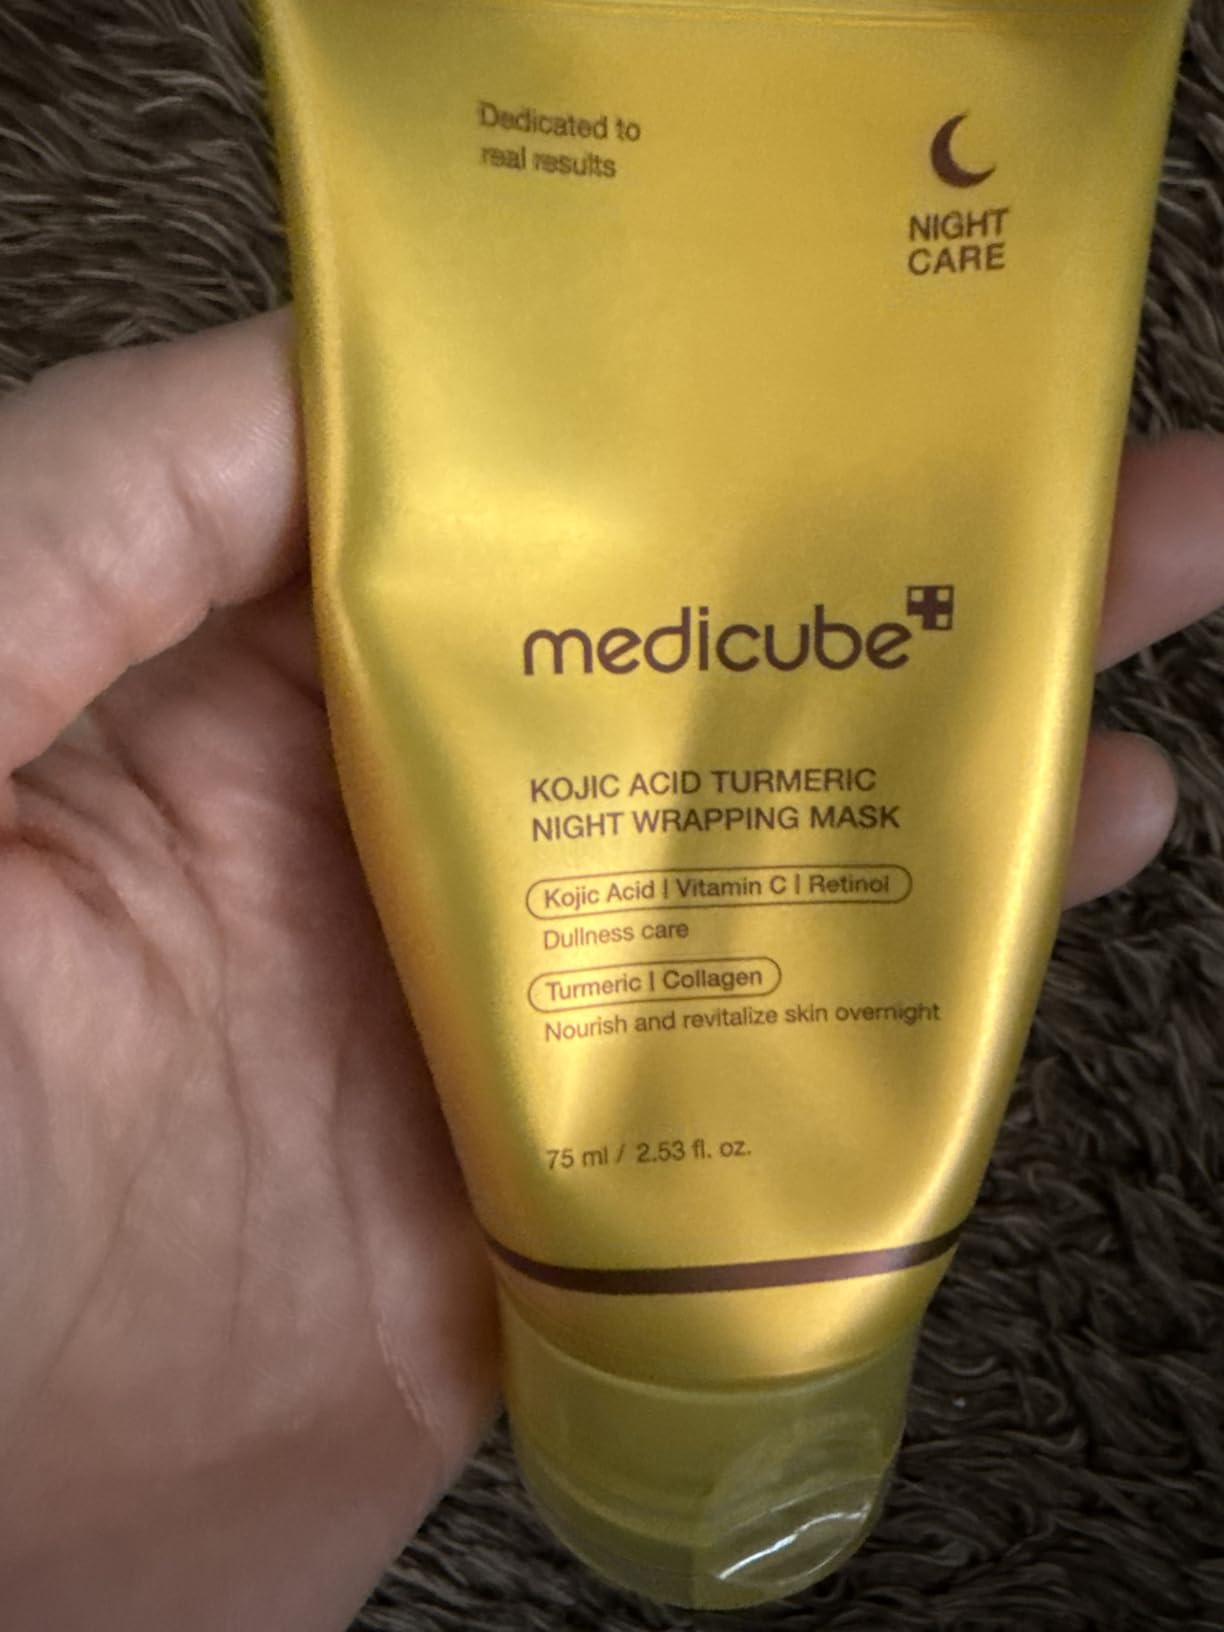 Dedicated to
real results
NIGHT
CARE
medicube
KOJIC ACID TURMERIC
NIGHT WRAPPING MASK
Kojic Acid | Vitamin C | Retinol
Dullness care
Turmeric | Collagen
Nourish and revitalize skin overnight
75 ml / 2.53 fl. oz.